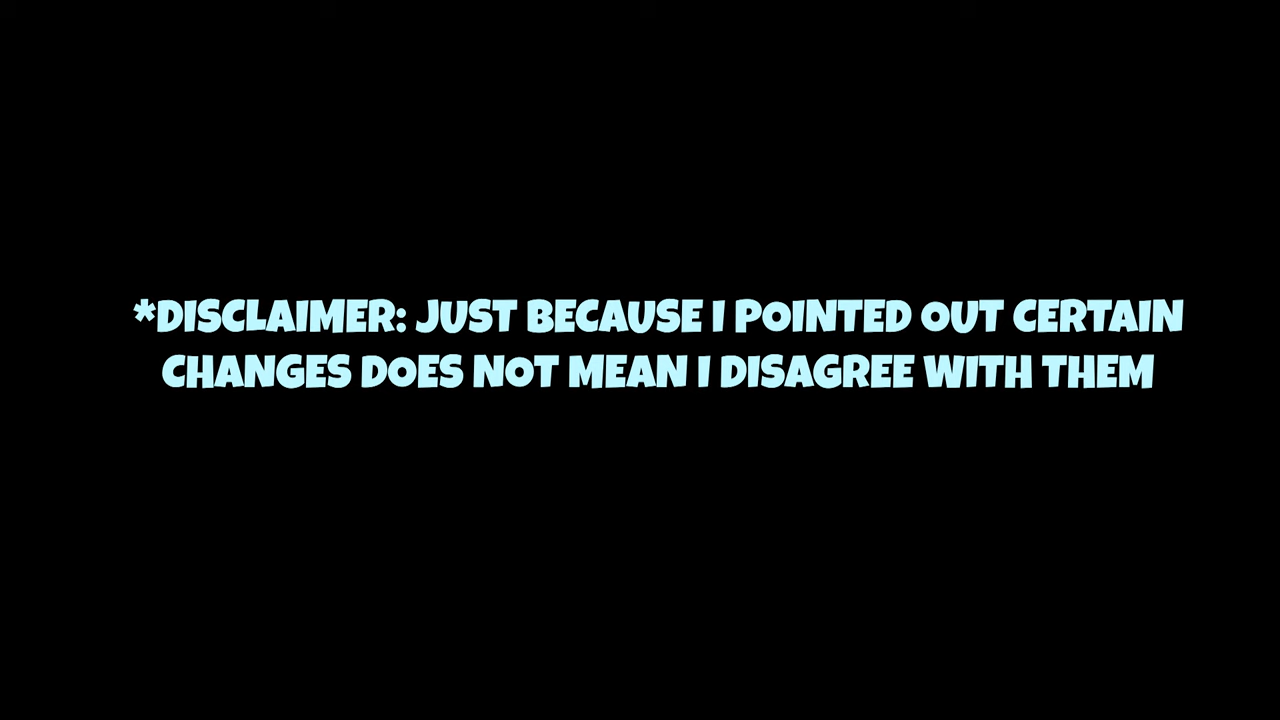 *DISCLAIMER: JUST BECAUSE I POINTED OUT CERTAIN
CHANGES DOES NOT MEAN I DISAGREE WITH THEM